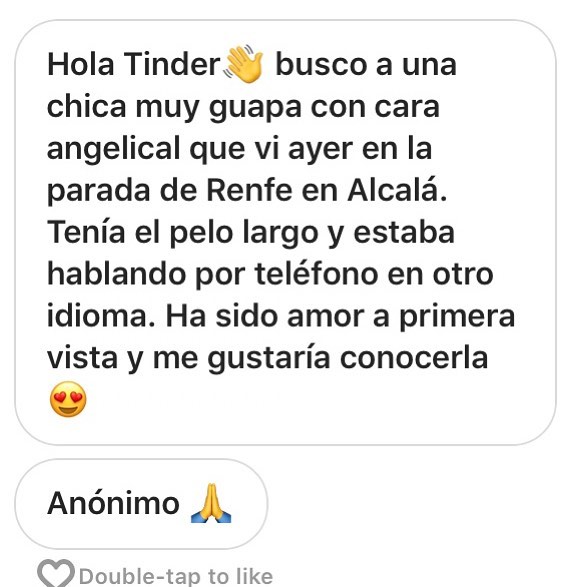 Hola Tinder👋 busco a una
chica muy guapa con cara
angelical que vi ayer en la
parada de Renfe en Alcalá.
Tenía el pelo largo y estaba
hablando por teléfono en otro
idioma. Ha sido amor a primera
vista y me gustaría conocerla
😍
Anónimo 🙏
Double-tap to like